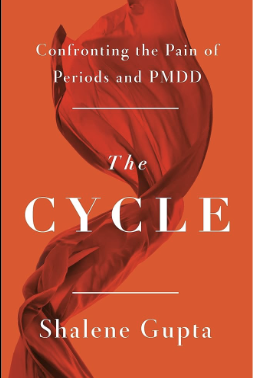 Confronting the Pain of
Periods and PMDD
The
CYCLE
Shalene Gupta